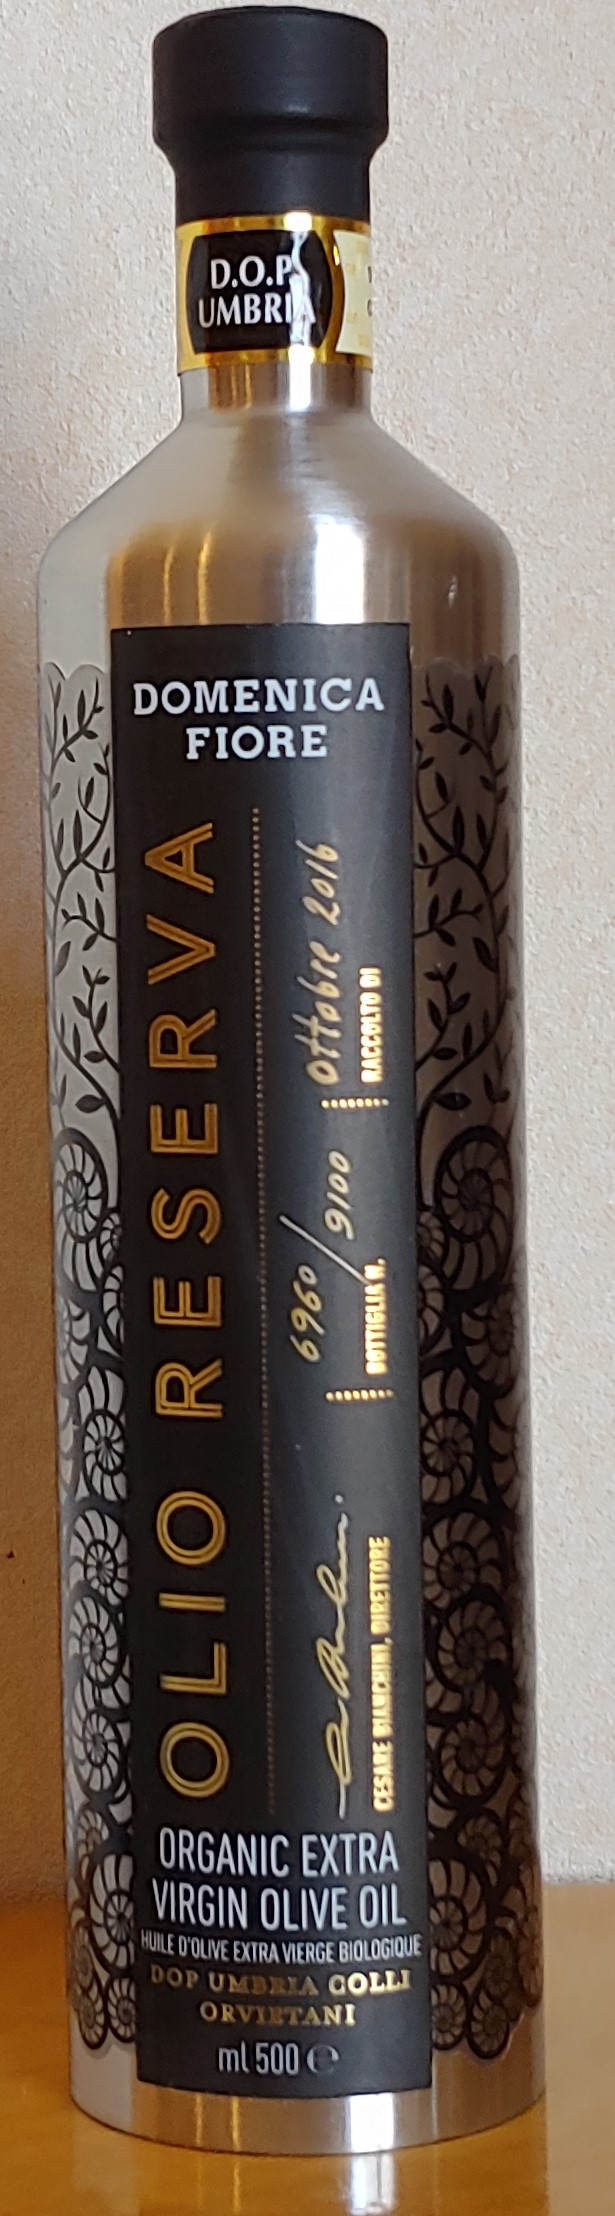 D.O.P.
UMBRIA
DOMENICA
FIORE
OLIO RESERVA
Ottobre 2016
RACCOLTO DI
6960/9100
BOTTIGLIA N.
CESARE BIANCHINI, DIRETTORE
ORGANIC EXTRA
VIRGIN OLIVE OIL
HUILE D'OLIVE EXTRA VIERGE BIOLOGIQUE
DOP UMBRIA COLLI
ORVIETANI
ml 500 ℮